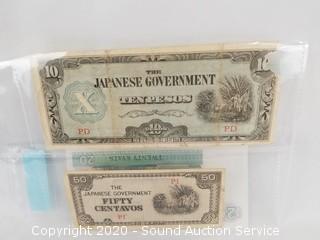 10
THE
JAPANESE GOVERNMENT
TEN PESOS
X
PD
PD
10
20
TWENTY
50
50
THE
JAPANESE GOVERNMENT
FIFTY
CENTAVOS
PI
PI
Copyright 2020 - Sound Auction Service